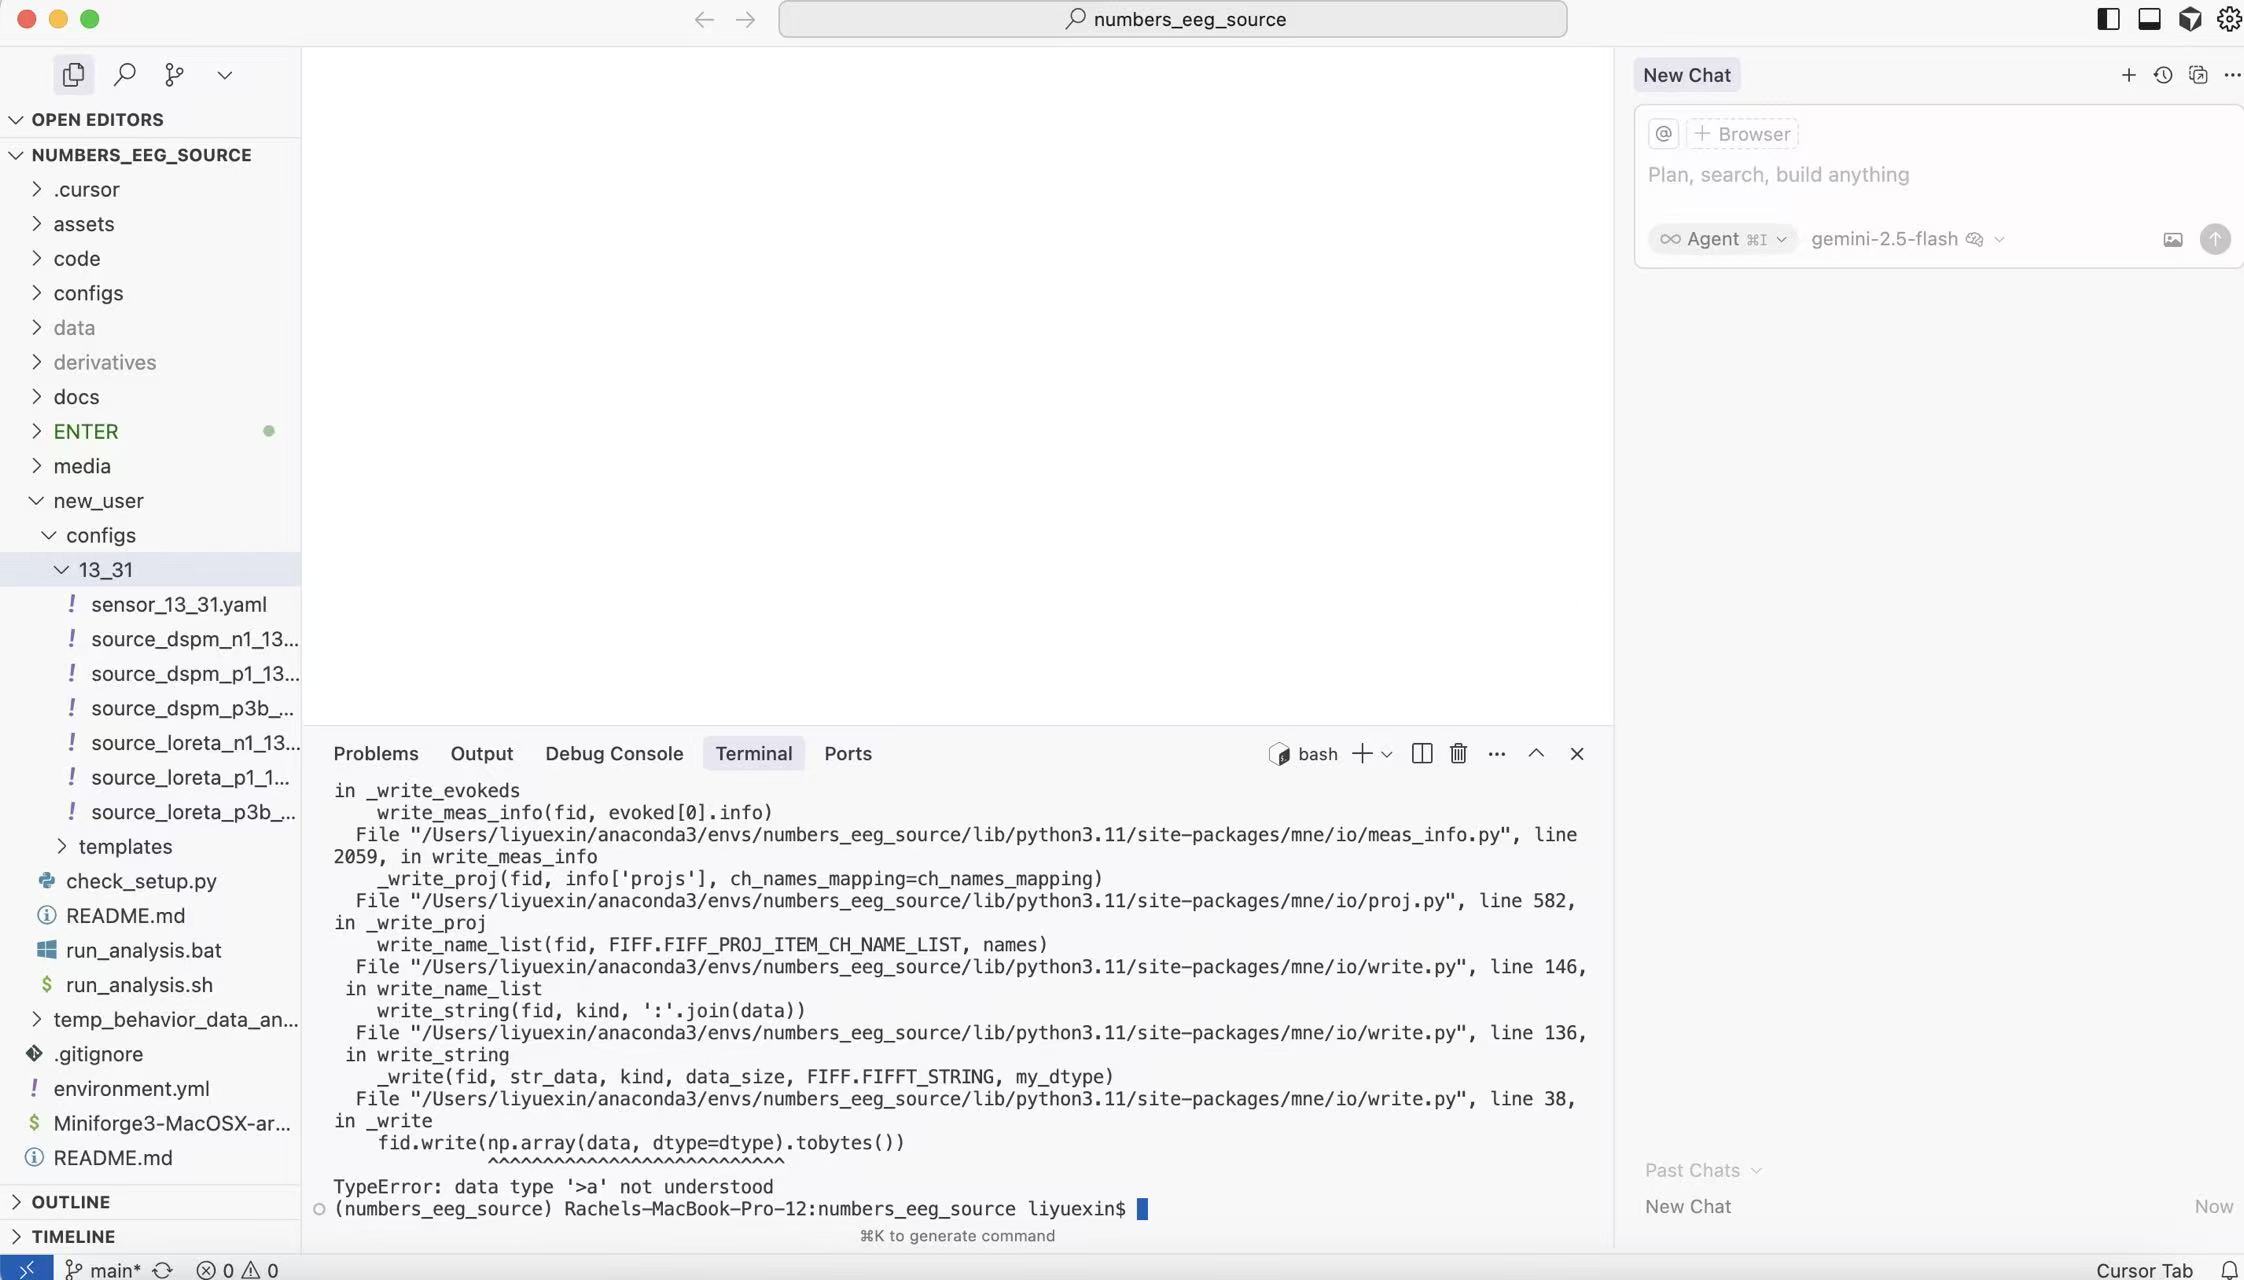 numbers_eeg_source
OPEN EDITORS
NUMBERS_EEG_SOURCE
.cursor
assets
code
configs
data
derivatives
docs
ENTER
media
new_user
configs
13_31
! sensor_13_31.yaml
! source_dspm_n1_13...
! source_dspm_p1_13...
! source_dspm_p3b_...
! source_loreta_n1_13...
! source_loreta_p1_1...
! source_loreta_p3b_...
templates
check_setup.py
README.md
run_analysis.bat
$ run_analysis.sh
temp_behavior_data_an...
.gitignore
! environment.yml
$ Miniforge3-MacOSX-ar...
README.md
OUTLINE
TIMELINE
Problems Output Debug Console Terminal Ports
bash
in _write_evokeds
write_meas_info(fid, evoked[0].info)
File "/Users/liyuexin/anaconda3/envs/numbers_eeg_source/lib/python3.11/site-packages/mne/io/meas_info.py", line
2059, in write_meas_info
_write_proj(fid, info['projs'], ch_names_mapping=ch_names_mapping)
File "/Users/liyuexin/anaconda3/envs/numbers_eeg_source/lib/python3.11/site-packages/mne/io/proj.py", line 582,
in _write_proj
write_name_list(fid, FIFF.FIFF_PROJ_ITEM_CH_NAME_LIST, names)
File "/Users/liyuexin/anaconda3/envs/numbers_eeg_source/lib/python3.11/site-packages/mne/io/write.py", line 146,
in write_name_list
write_string(fid, kind, ':'.join(data))
File "/Users/liyuexin/anaconda3/envs/numbers_eeg_source/lib/python3.11/site-packages/mne/io/write.py", line 136,
in write_string
_write(fid, str_data, kind, data_size, FIFF.FIFFT_STRING, my_dtype)
File "/Users/liyuexin/anaconda3/envs/numbers_eeg_source/lib/python3.11/site-packages/mne/io/write.py", line 38,
in _write
fid.write(np.array(data, dtype=dtype).tobytes())
^^^^^^^^^^^^^^^^^^^^^^^^^^^
TypeError: data type '>a' not understood
(numbers_eeg_source) Rachels-MacBook-Pro-12:numbers_eeg_source liyuexin$
⌘K to generate command
New Chat
@ + Browser
Plan, search, build anything
∞ Agent ⌘I gemini-2.5-flash
Past Chats
New Chat Now
main* 0 0
Cursor Tab